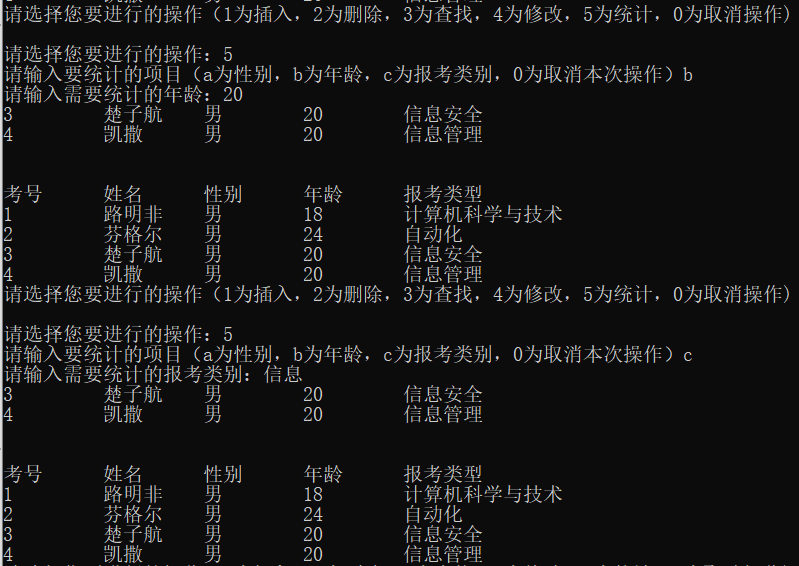 请选择您要进行的操作（1为插入，2为删除，3为查找，4为修改，5为统计，0为取消操作）
请选择您要进行的操作：5
请输入要统计的项目（a为性别，b为年龄，c为报考类别，0为取消本次操作）b
请输入需要统计的年龄：20
3 楚子航 男 20 信息安全
4 凯撒 男 20 信息管理
考号 姓名 性别 年龄 报考类型
1 路明非 男 18 计算机科学与技术
2 芬格尔 男 24 自动化
3 楚子航 男 20 信息安全
4 凯撒 男 20 信息管理
请选择您要进行的操作（1为插入，2为删除，3为查找，4为修改，5为统计，0为取消操作）
请选择您要进行的操作：5
请输入要统计的项目（a为性别，b为年龄，c为报考类别，0为取消本次操作）c
请输入需要统计的报考类别：信息
3 楚子航 男 20 信息安全
4 凯撒 男 20 信息管理
考号 姓名 性别 年龄 报考类型
1 路明非 男 18 计算机科学与技术
2 芬格尔 男 24 自动化
3 楚子航 男 20 信息安全
4 凯撒 男 20 信息管理